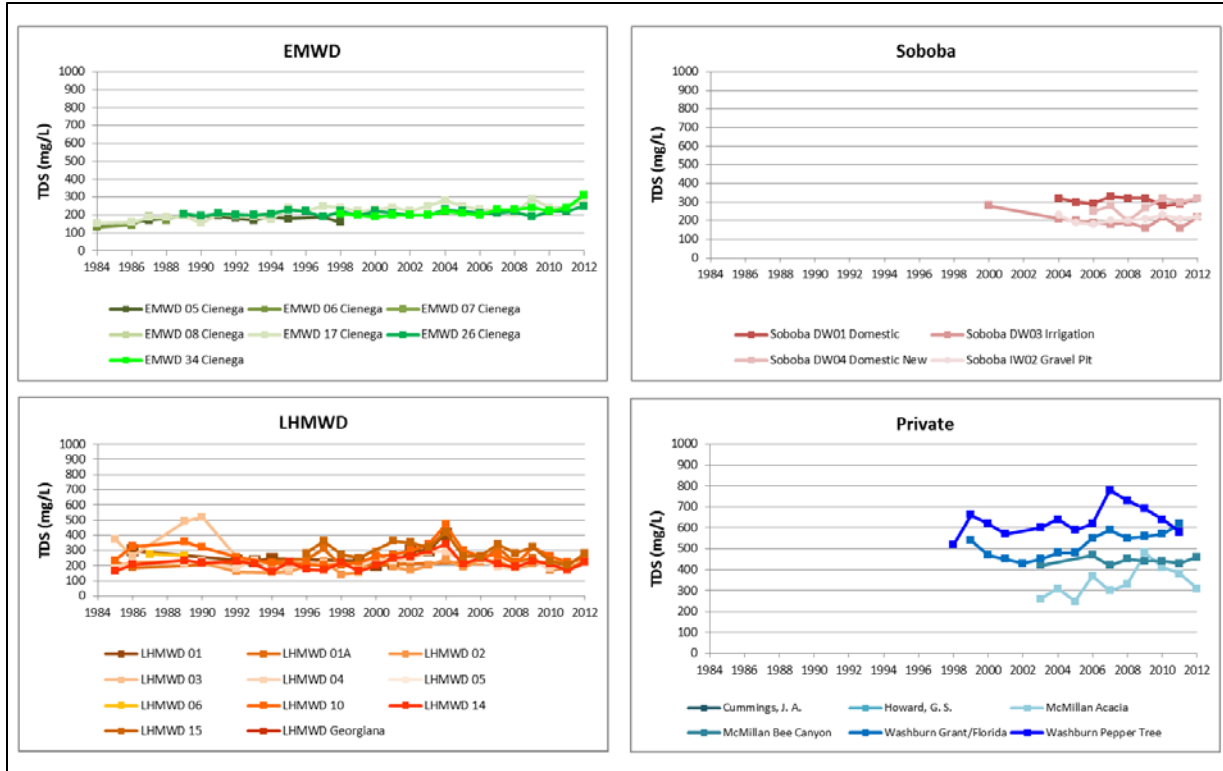 EMWD
TDS (mg/L)
1000
900
800
700
600
500
400
300
200
100
0
1984 1986 1988 1990 1992 1994 1996 1998 2000 2002 2004 2006 2008 2010 2012
EMWD 05 Cienega EMWD 06 Cienega EMWD 07 Cienega
EMWD 08 Cienega EMWD 17 Cienega EMWD 26 Cienega
EMWD 34 Cienega
Soboba
TDS (mg/L)
1000
900
800
700
600
500
400
300
200
100
0
1984 1986 1988 1990 1992 1994 1996 1998 2000 2002 2004 2006 2008 2010 2012
Soboba DW01 Domestic Soboba DW03 Irrigation
Soboba DW04 Domestic New Soboba IW02 Gravel Pit
LHMWD
TDS (mg/L)
1000
900
800
700
600
500
400
300
200
100
0
1984 1986 1988 1990 1992 1994 1996 1998 2000 2002 2004 2006 2008 2010 2012
LHMWD 01 LHMWD 01A LHMWD 02
LHMWD 03 LHMWD 04 LHMWD 05
LHMWD 06 LHMWD 10 LHMWD 14
LHMWD 15 LHMWD Georgiana
Private
TDS (mg/L)
1000
900
800
700
600
500
400
300
200
100
0
1984 1986 1988 1990 1992 1994 1996 1998 2000 2002 2004 2006 2008 2010 2012
Cummings, J. A. Howard, G. S. McMillan Acacia
McMillan Bee Canyon Washburn Grant/Florida Washburn Pepper Tree